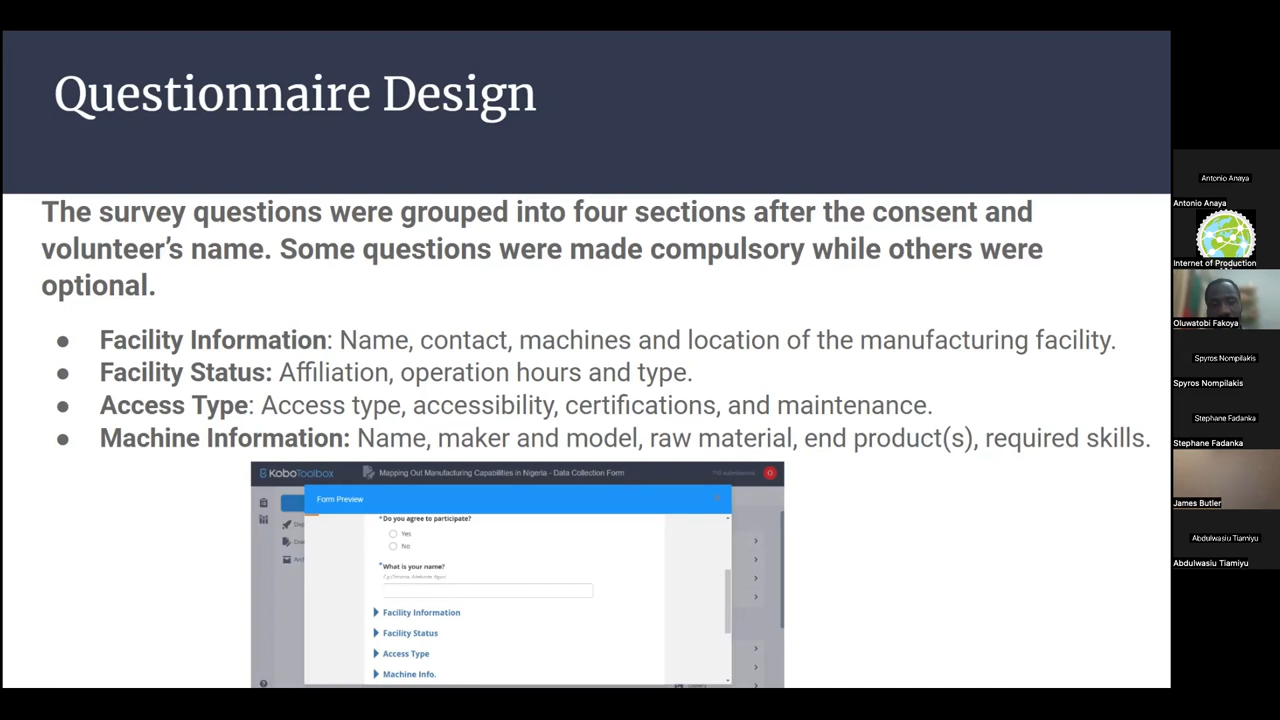 Questionnaire Design
The survey questions were grouped into four sections after the consent and
volunteer’s name. Some questions were made compulsory while others were
optional.
● Facility Information: Name, contact, machines and location of the manufacturing facility.
● Facility Status: Affiliation, operation hours and type.
● Access Type: Access type, accessibility, certifications, and maintenance.
● Machine Information: Name, maker and model, raw material, end product(s), required skills.
KoboToolbox
Mapping Out Manufacturing Capabilities in Nigeria - Data Collection Form
Form Preview
*Do you agree to participate?
Yes
No
*What is your name?
Facility Information
Facility Status
Access Type
Machine Info.
Antonio Anaya
Antonio Anaya
Internet of Production
Oluwatobi Fakoya
Spyros Nompilakis
Spyros Nompilakis
Stephane Fadanka
Stephane Fadanka
James Butler
Abdulwasiu Tiamiyu
Abdulwasiu Tiamiyu